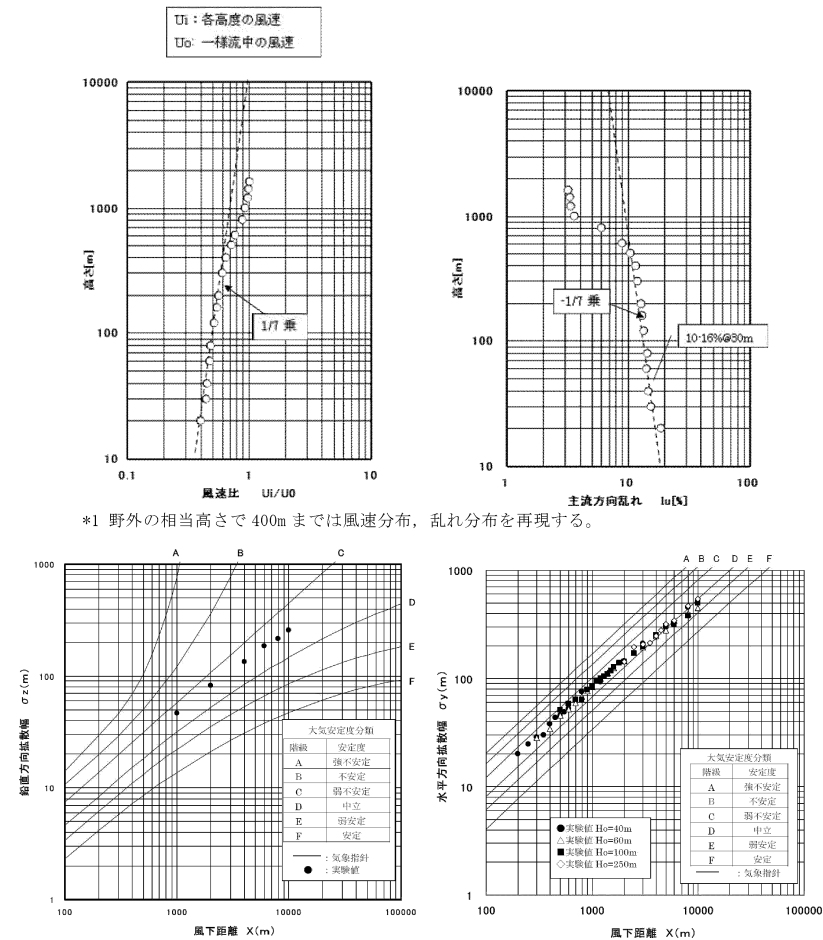 Ui：各高度の風速
Uo: 一様流中の風速
10000
1000
100
10
高さ[m]
1/7 乗
0.1
1
10
風速比 Ui/U0
10000
1000
100
10
高さ[m]
-1/7 乗
10-16%@30m
1
10
100
主流方向乱れ Iu[%]
*1 野外の相当高さで 400m までは風速分布，乱れ分布を再現する。
A
B
C
D
E
F
1000
100
10
1
鉛直方向拡散幅 σz(m)
大気安定度分類
階級 安定度
A 強不安定
B 不安定
C 弱不安定
D 中立
E 弱安定
F 安定
：気象指針
：実験値
100
1000
10000
100000
風下距離 X(m)
A B C D E F
1000
100
10
1
水平方向拡散幅 σy(m)
実験値 Ho=40m
実験値 Ho=60m
実験値 Ho=100m
実験値 Ho=250m
大気安定度分類
階級 安定度
A 強不安定
B 不安定
C 弱不安定
D 中立
E 弱安定
F 安定
：気象指針
100
1000
10000
100000
風下距離 X(m)